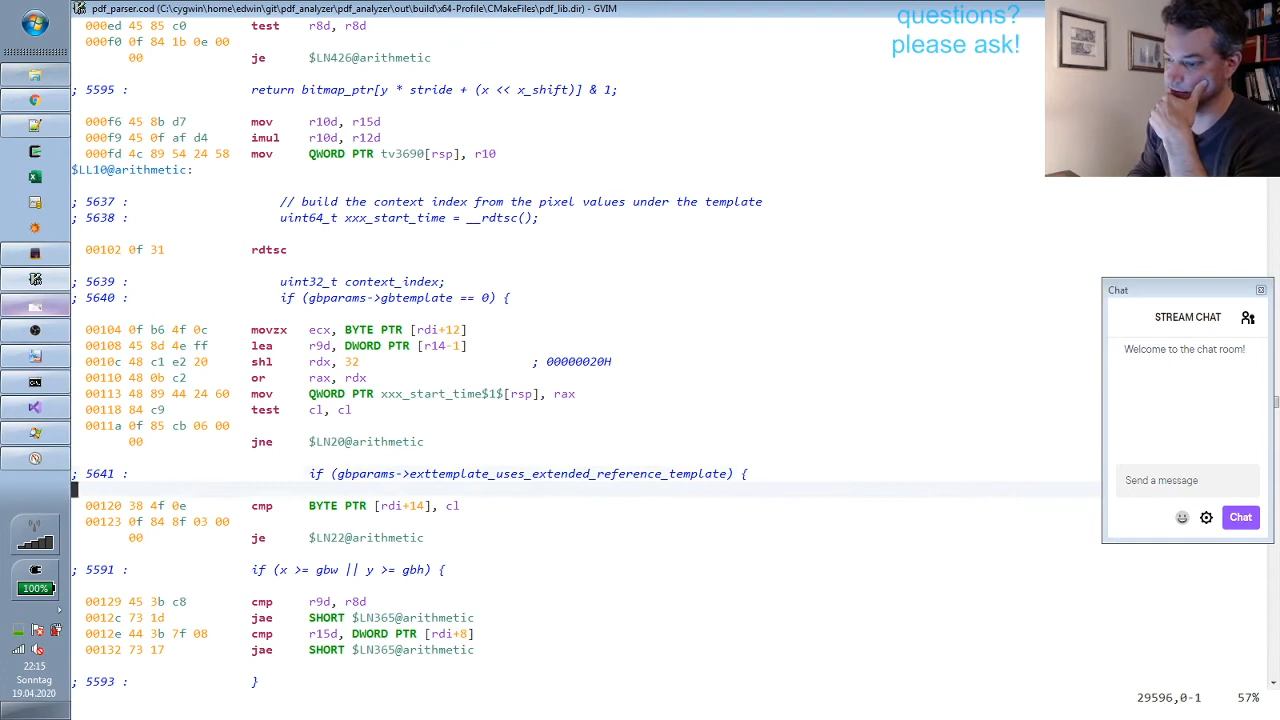 pdf_parser.cod (C:\cygwin\home\edwin\git\pdf_analyzer\pdf_analyzer\out\build\x64-Profile\CMakeFiles\pdf_lib.dir) - GVIM
questions?
please ask!
000ed 45 85 c0 test r8d, r8d
000f0 0f 84 1b 0e 00
00 je $LN426@arithmetic
; 5595 : return bitmap_ptr[y * stride + (x << x_shift)] & 1;
000f6 45 8b d7 mov r10d, r15d
000f9 45 0f af d4 imul r10d, r12d
000fd 4c 89 54 24 58 mov QWORD PTR tv3690[rsp], r10
$LL10@arithmetic:
; 5637 : // build the context index from the pixel values under the template
; 5638 : uint64_t xxx_start_time = __rdtsc();
00102 0f 31 rdtsc
; 5639 : uint32_t context_index;
; 5640 : if (gbparams->gbtemplate == 0) {
00104 0f b6 4f 0c movzx ecx, BYTE PTR [rdi+12]
00108 45 8d 4e ff lea r9d, DWORD PTR [r14-1]
0010c 48 c1 e2 20 shl rdx, 32 ; 00000020H
00110 48 0b c2 or rax, rdx
00113 48 89 44 24 60 mov QWORD PTR xxx_start_time$1$[rsp], rax
00118 84 c9 test cl, cl
0011a 0f 85 cb 06 00
00 jne $LN20@arithmetic
; 5641 : if (gbparams->exttemplate_uses_extended_reference_template) {
00120 38 4f 0e cmp BYTE PTR [rdi+14], cl
00123 0f 84 8f 03 00
00 je $LN22@arithmetic
; 5591 : if (x >= gbw || y >= gbh) {
00129 45 3b c8 cmp r9d, r8d
0012c 73 1d jae SHORT $LN365@arithmetic
0012e 44 3b 7f 08 cmp r15d, DWORD PTR [rdi+8]
00132 73 17 jae SHORT $LN365@arithmetic
; 5593 : }
29596,0-1 57%
Chat
STREAM CHAT
Welcome to the chat room!
Send a message
Chat
100%
22:15
Sonntag
19.04.2020